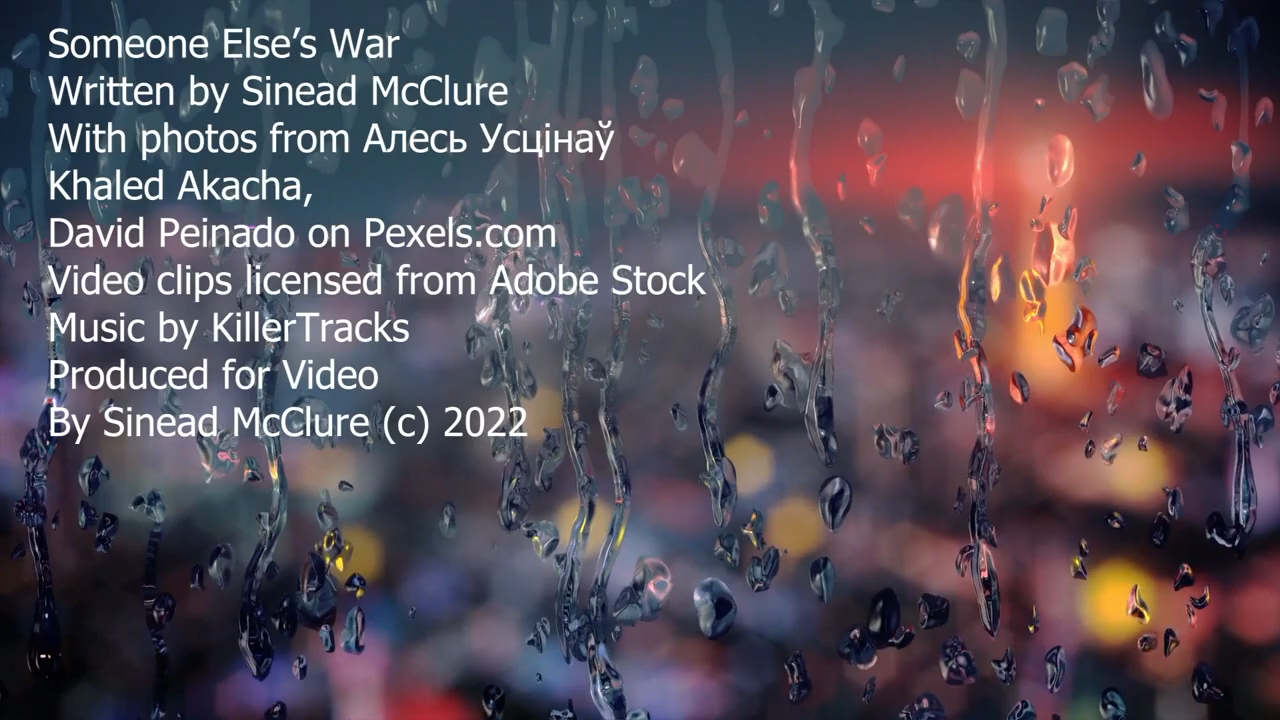 Someone Else’s War
Written by Sinead McClure
With photos from Алесь Усцінаў
Khaled Akacha,
David Peinado on Pexels.com
Video clips licensed from Adobe Stock
Music by KillerTracks
Produced for Video
By Sinead McClure (c) 2022